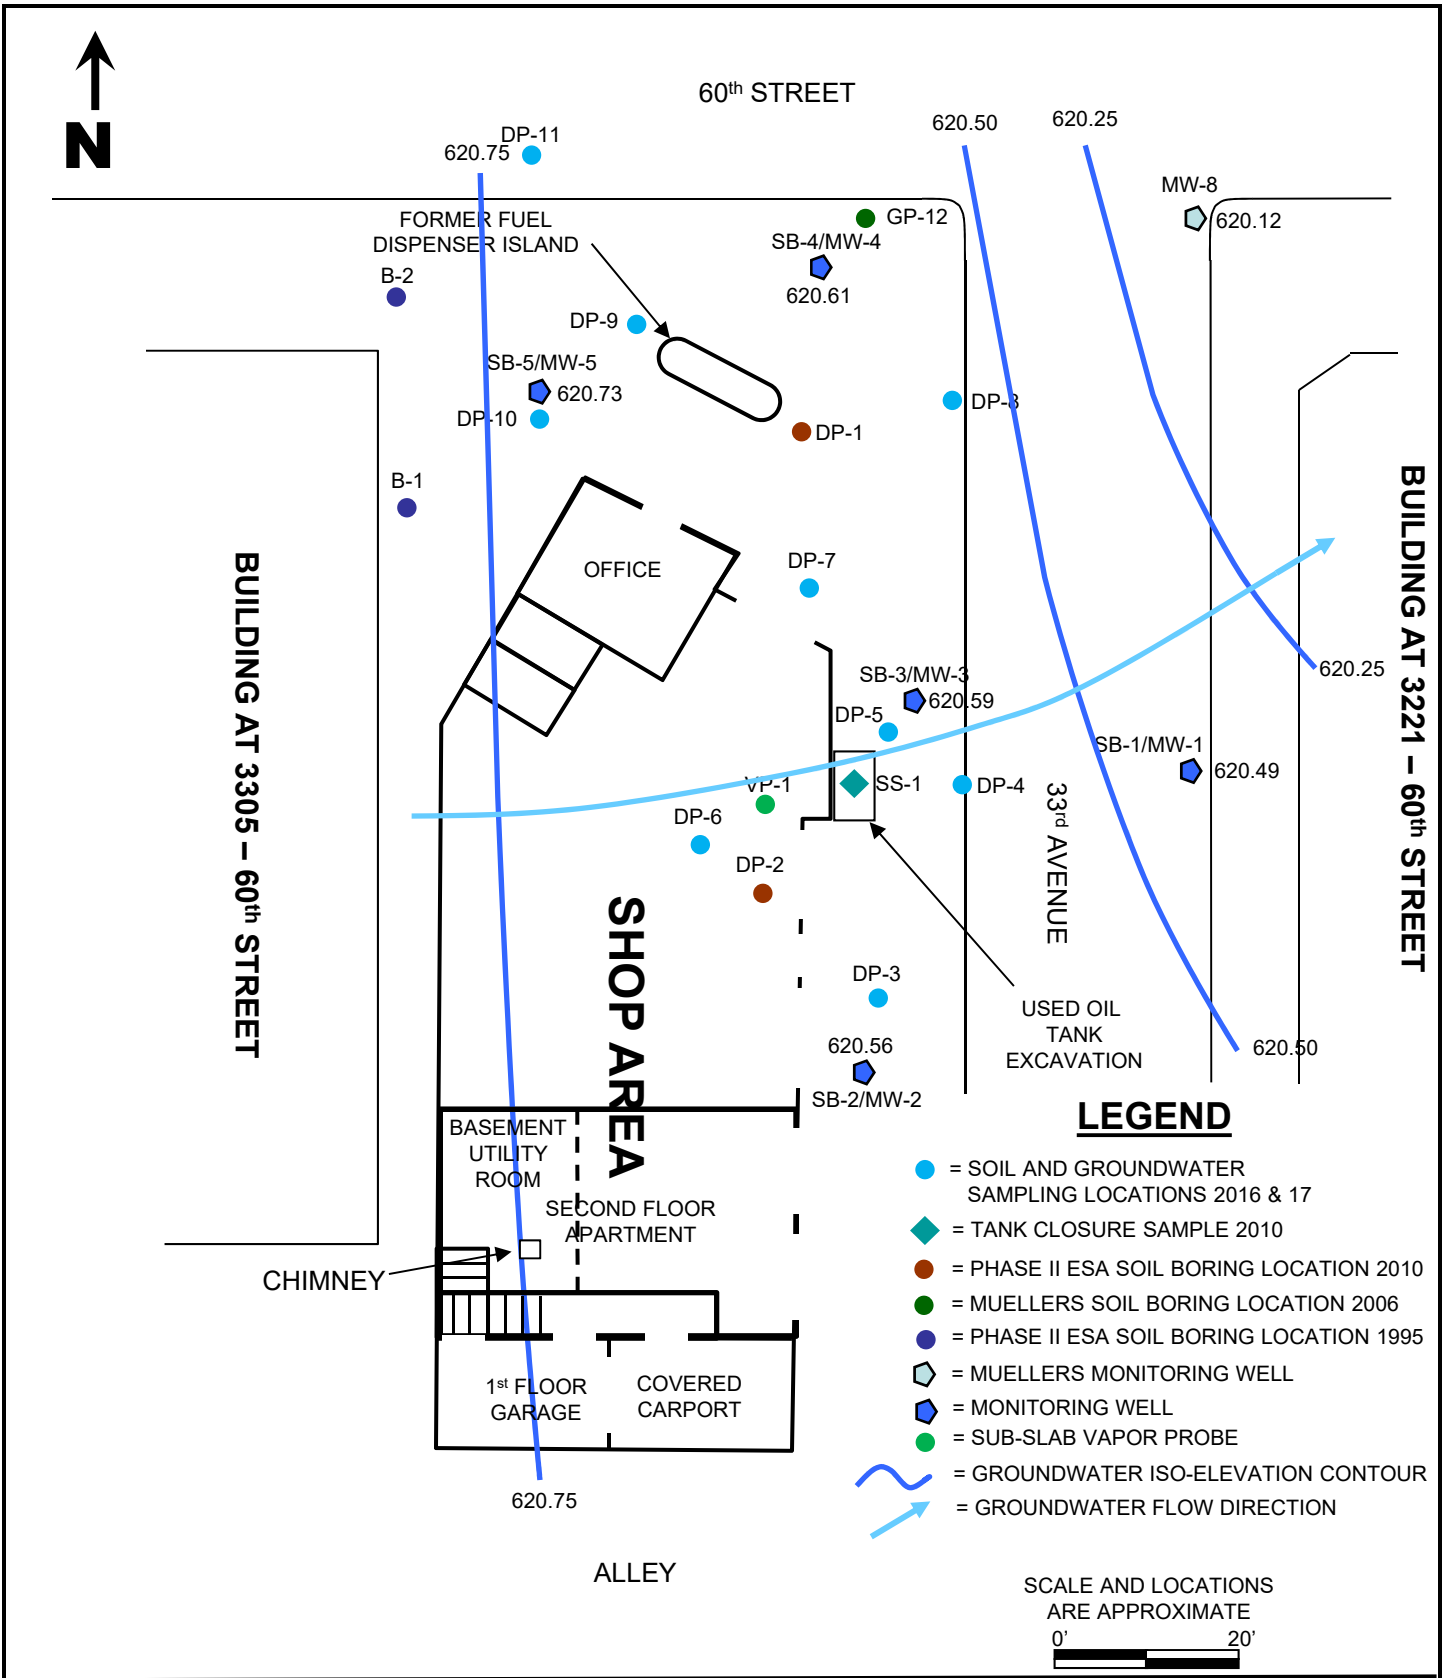 60th STREET
620.50
620.25
DP-11
620.75
N
MW-8
620.12
FORMER FUEL
DISPENSER ISLAND
GP-12
SB-4/MW-4
620.61
B-2
DP-9
SB-5/MW-5
620.73
DP-10
DP-8
DP-1
B-1
OFFICE
DP-7
BUILDING AT 3305 – 60th STREET
BUILDING AT 3221 – 60th STREET
620.25
SB-3/MW-3
620.59
DP-5
SB-1/MW-1
620.49
VP-1
SS-1
DP-4
33rd AVENUE
DP-6
DP-2
SHOP AREA
DP-3
USED OIL
TANK
EXCAVATION
620.56
SB-2/MW-2
620.50
BASEMENT
UTILITY
ROOM
SECOND FLOOR
APARTMENT
CHIMNEY
1st FLOOR
GARAGE
COVERED
CARPORT
620.75
ALLEY
LEGEND
= SOIL AND GROUNDWATER
SAMPLING LOCATIONS 2016 & 17
= TANK CLOSURE SAMPLE 2010
= PHASE II ESA SOIL BORING LOCATION 2010
= MUELLERS SOIL BORING LOCATION 2006
= PHASE II ESA SOIL BORING LOCATION 1995
= MUELLERS MONITORING WELL
= MONITORING WELL
= SUB-SLAB VAPOR PROBE
= GROUNDWATER ISO-ELEVATION CONTOUR
= GROUNDWATER FLOW DIRECTION
SCALE AND LOCATIONS
ARE APPROXIMATE
0' 20'